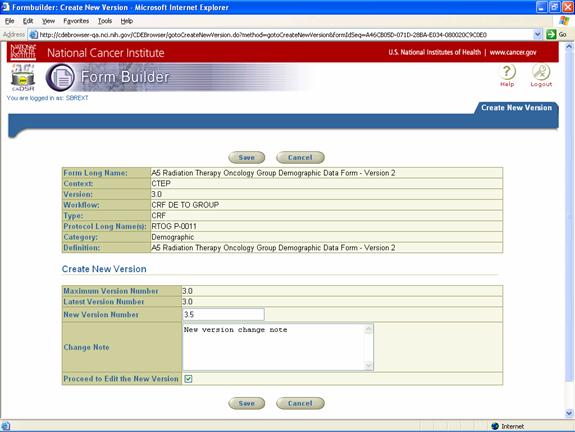 Formbuilder: Create New Version - Microsoft Internet Explorer
File Edit View Favorites Tools Help
Address http://cdebrowser-qa.nci.nih.gov/CDEBrowser/gotoCreateNewVersion.do?method=gotoCreateNewVersion&formIdSeq=A46CB05D-071D-28BA-E034-080020C9C0E0 Go
NATIONAL CANCER INSTITUTE National Cancer Institute U.S. National Institutes of Health | www.cancer.gov
caDSR Form Builder Help Logout
You are logged in as: SBREXT
Create New Version
Save Cancel
Form Long Name: A5 Radiation Therapy Oncology Group Demographic Data Form - Version 2
Context: CTEP
Version: 3.0
Workflow: CRF DE TO GROUP
Type: CRF
Protocol Long Name(s): RTOG P-0011
Category: Demographic
Definition: A5 Radiation Therapy Oncology Group Demographic Data Form - Version 2
Create New Version
Maximum Version Number 3.0
Latest Version Number 3.0
New Version Number 3.5
Change Note New version change note
Proceed to Edit the New Version
Save Cancel
Internet